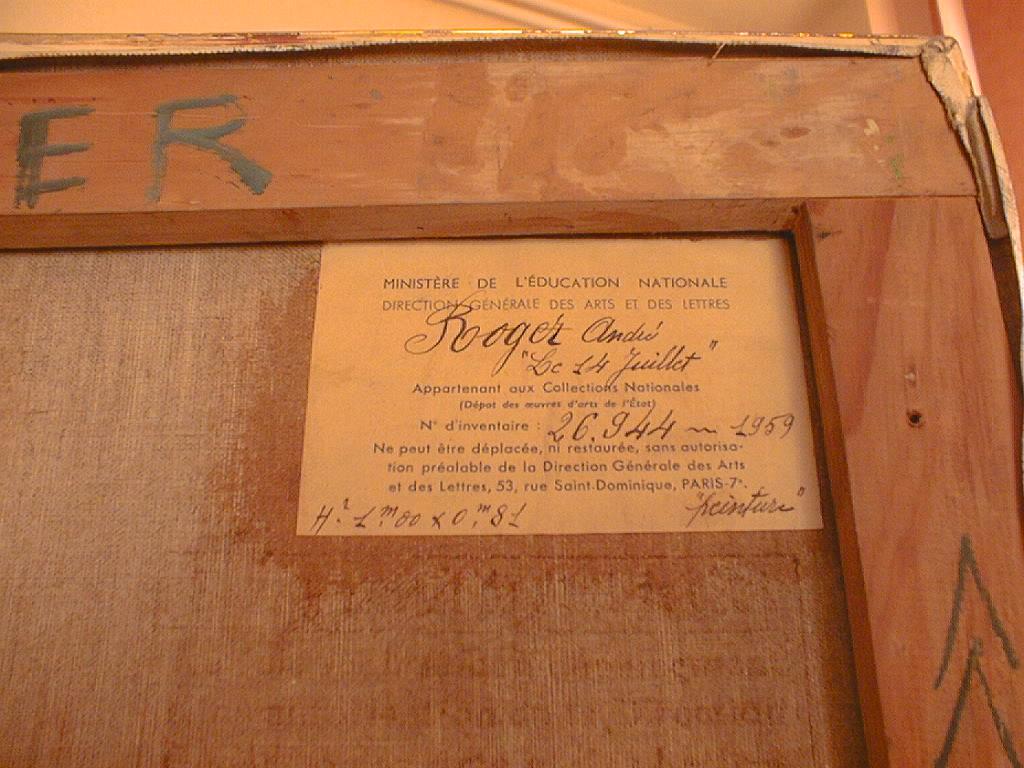 ER
MINISTÈRE DE L'ÉDUCATION NATIONALE
DIRECTION GÉNÉRALE DES ARTS ET DES LETTRES
Roger André
"Le 14 Juillet"
Appartenant aux Collections Nationales
(Dépot des œuvres d'arts de l'État)
N° d'inventaire : 26.944 ~ 1959
Ne peut être déplacée, ni restaurée, sans autorisa-
tion préalable de la Direction Générale des Arts
et des Lettres, 53, rue Saint-Dominique, PARIS-7e.
"peinture"
H.r 1m00 x 0m81